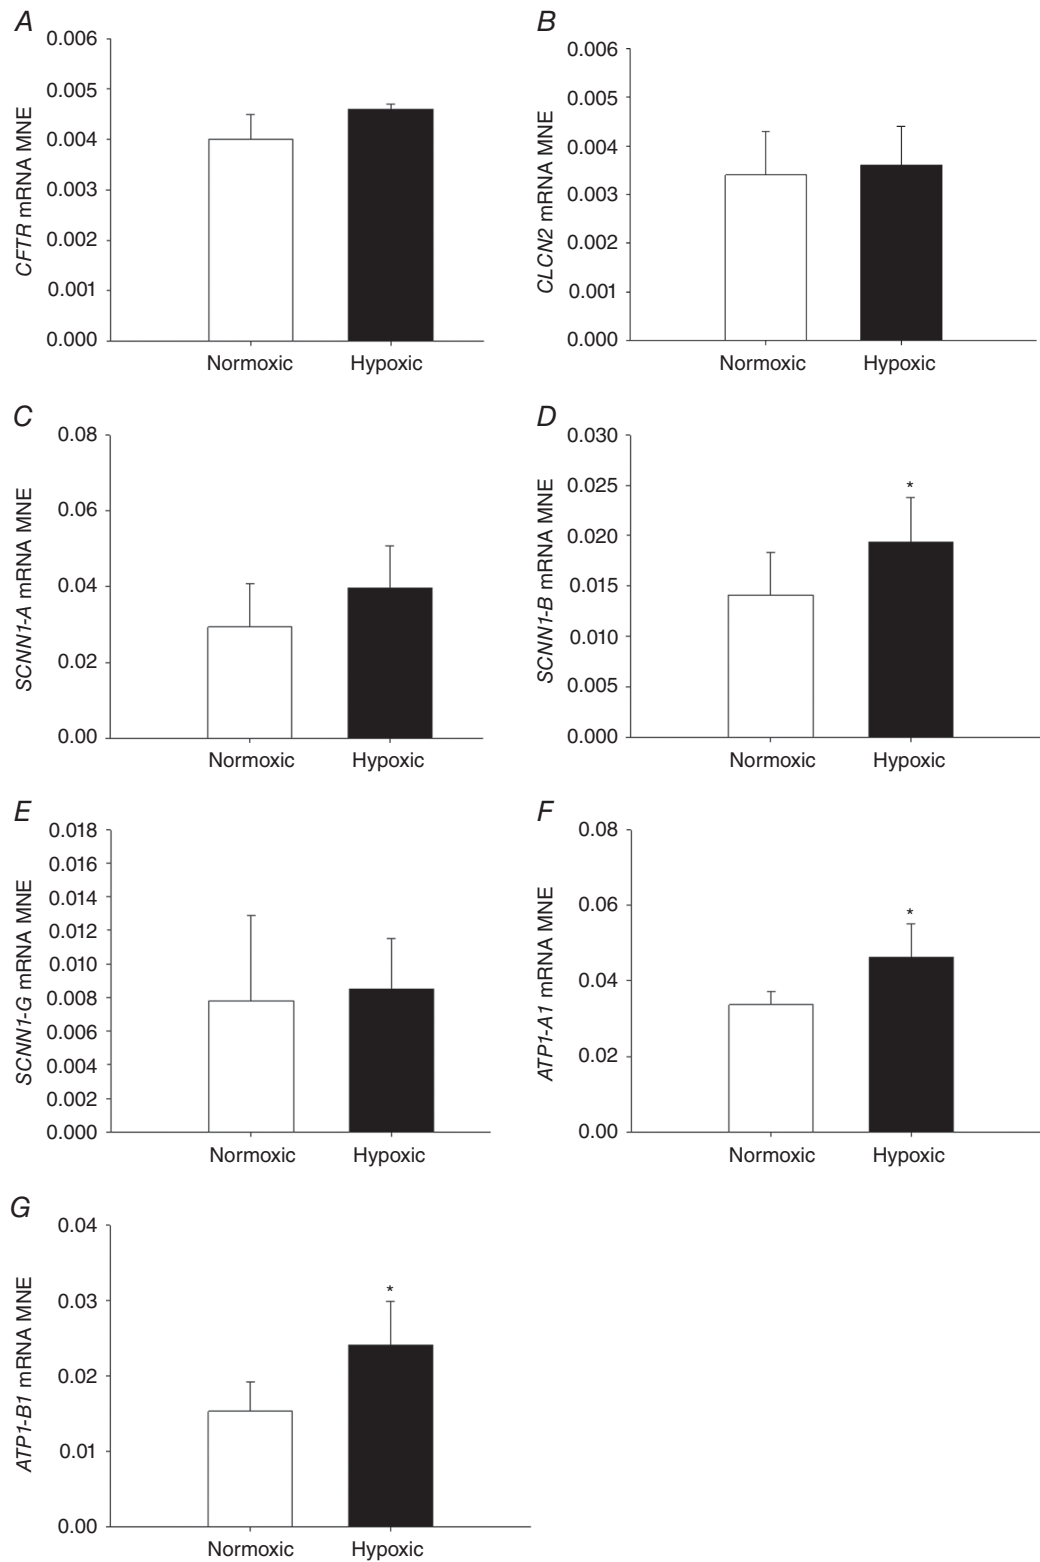 A
CFTR mRNA MNE
0.006
0.005
0.004
0.003
0.002
0.001
0.000
Normoxic Hypoxic
B
CLCN2 mRNA MNE
0.006
0.005
0.004
0.003
0.002
0.001
0.000
Normoxic Hypoxic
C
SCNN1-A mRNA MNE
0.08
0.06
0.04
0.02
0.00
Normoxic Hypoxic
D
SCNN1-B mRNA MNE
0.030
0.025
0.020
0.015
0.010
0.005
0.000
*
Normoxic Hypoxic
E
SCNN1-G mRNA MNE
0.018
0.016
0.014
0.012
0.010
0.008
0.006
0.004
0.002
0.000
Normoxic Hypoxic
F
ATP1-A1 mRNA MNE
0.08
0.06
0.04
0.02
0.00
*
Normoxic Hypoxic
G
ATP1-B1 mRNA MNE
0.04
0.03
0.02
0.01
0.00
*
Normoxic Hypoxic